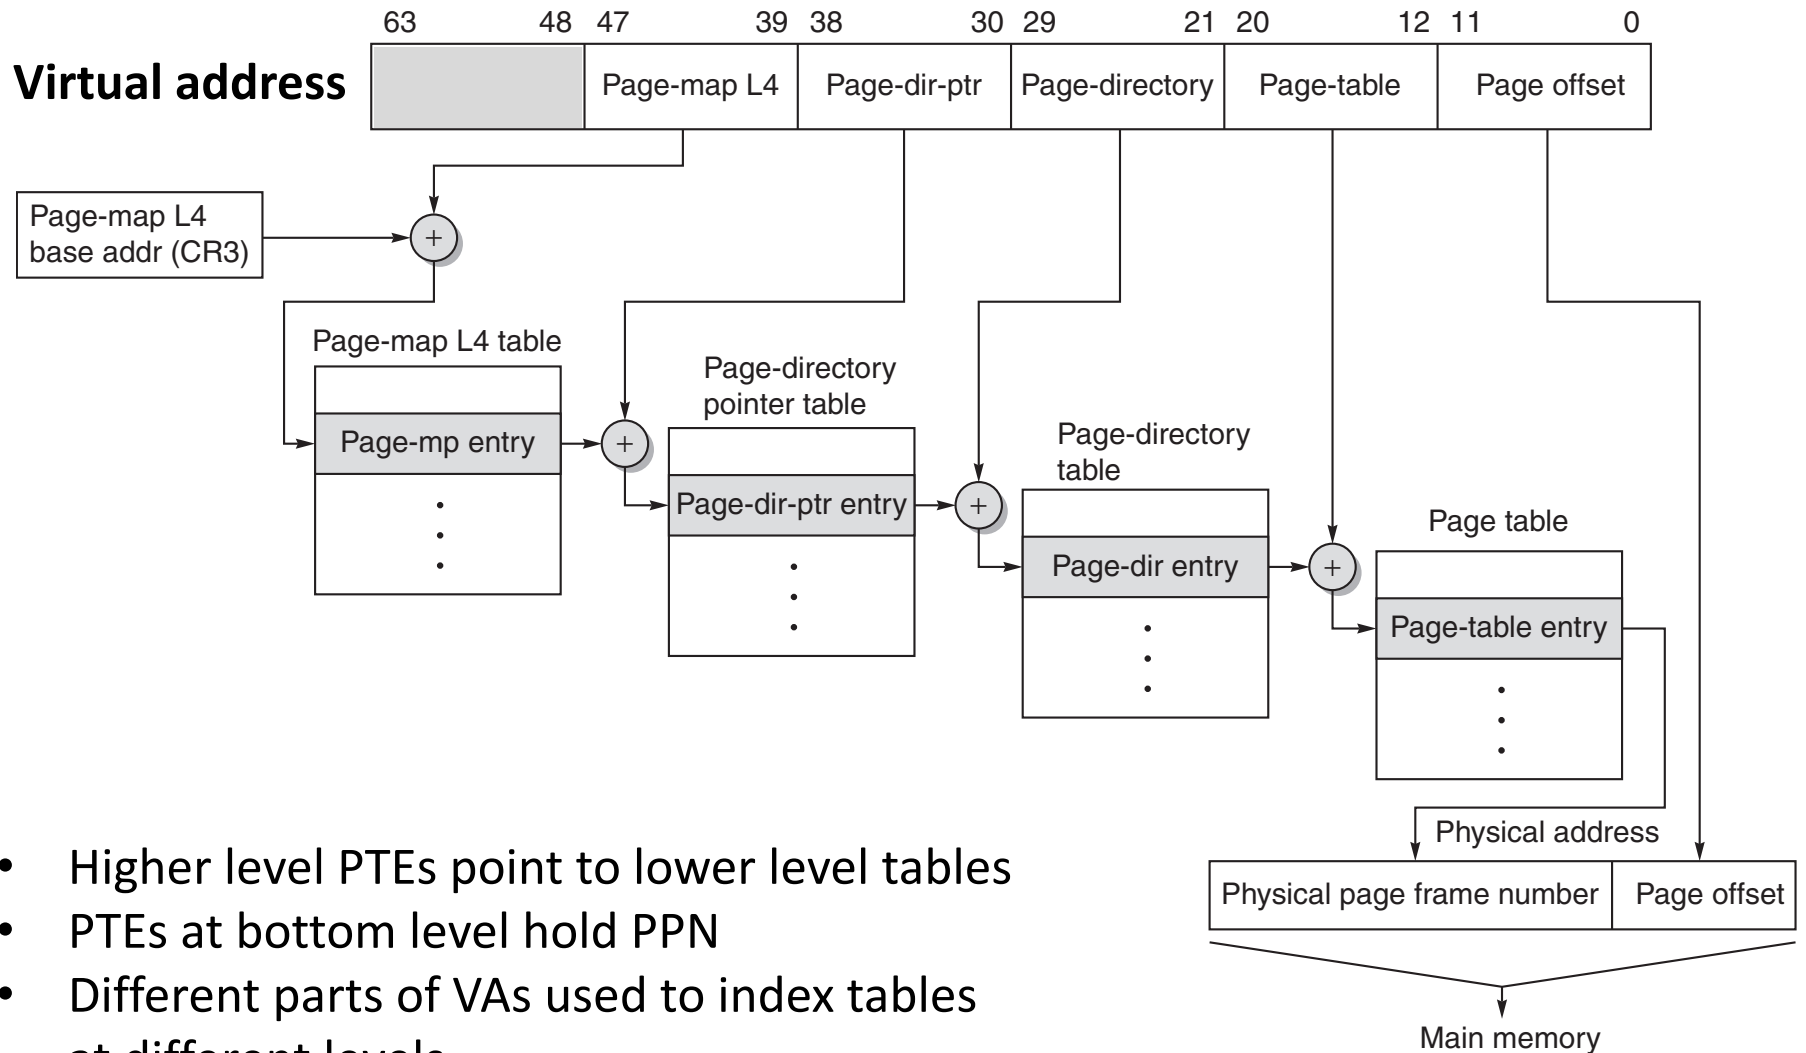 63 48 47 39 38 30 29 21 20 12 11 0
Virtual address
Page-map L4 Page-dir-ptr Page-directory Page-table Page offset
Page-map L4
base addr (CR3)
+
Page-map L4 table
Page-mp entry
+
Page-directory
pointer table
Page-dir-ptr entry
+
Page-directory
table
Page-dir entry
+
Page table
Page-table entry
Physical address
Physical page frame number Page offset
Main memory
• Higher level PTEs point to lower level tables
• PTEs at bottom level hold PPN
• Different parts of VAs used to index tables
at different levels